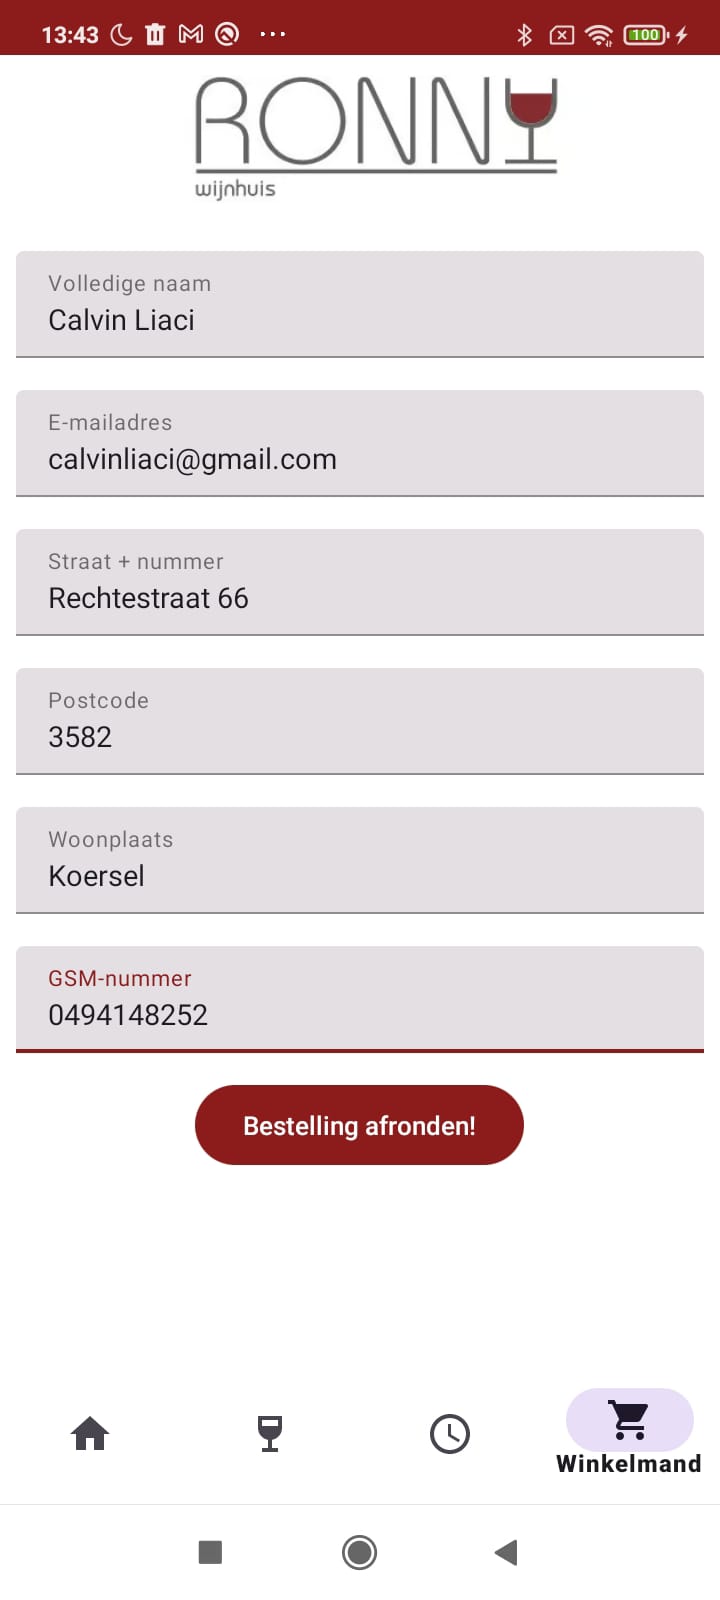 13:43
100
RONNY
wijnhuis
Volledige naam
Calvin Liaci
E-mailadres
calvinliaci@gmail.com
Straat + nummer
Rechtestraat 66
Postcode
3582
Woonplaats
Koersel
GSM-nummer
0494148252
Bestelling afronden!
Winkelmand